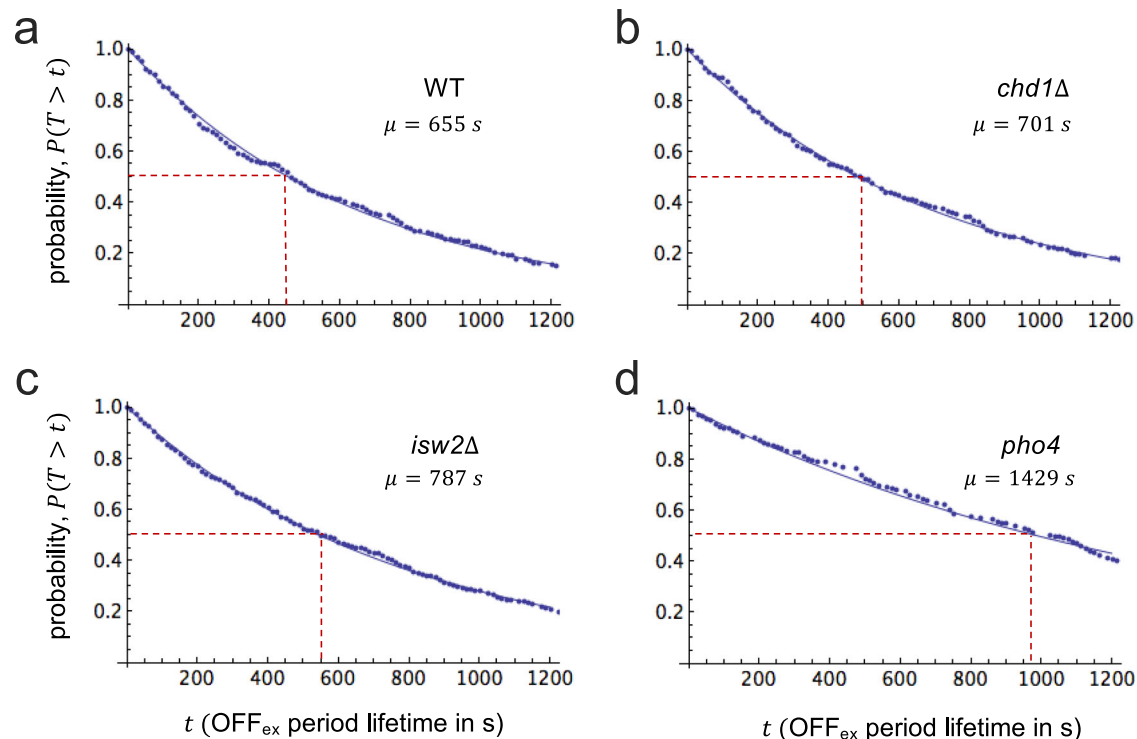 a
b
probability, P(T > t)
1.0
0.8
0.6
0.4
0.2
200 400 600 800 1000 1200
WT
μ = 655 s
1.0
0.8
0.6
0.4
0.2
200 400 600 800 1000 1200
chd1Δ
μ = 701 s
c
d
probability, P(T > t)
1.0
0.8
0.6
0.4
0.2
200 400 600 800 1000 1200
isw2Δ
μ = 787 s
t (OFFex period lifetime in s)
1.0
0.8
0.6
0.4
0.2
200 400 600 800 1000 1200
pho4
μ = 1429 s
t (OFFex period lifetime in s)